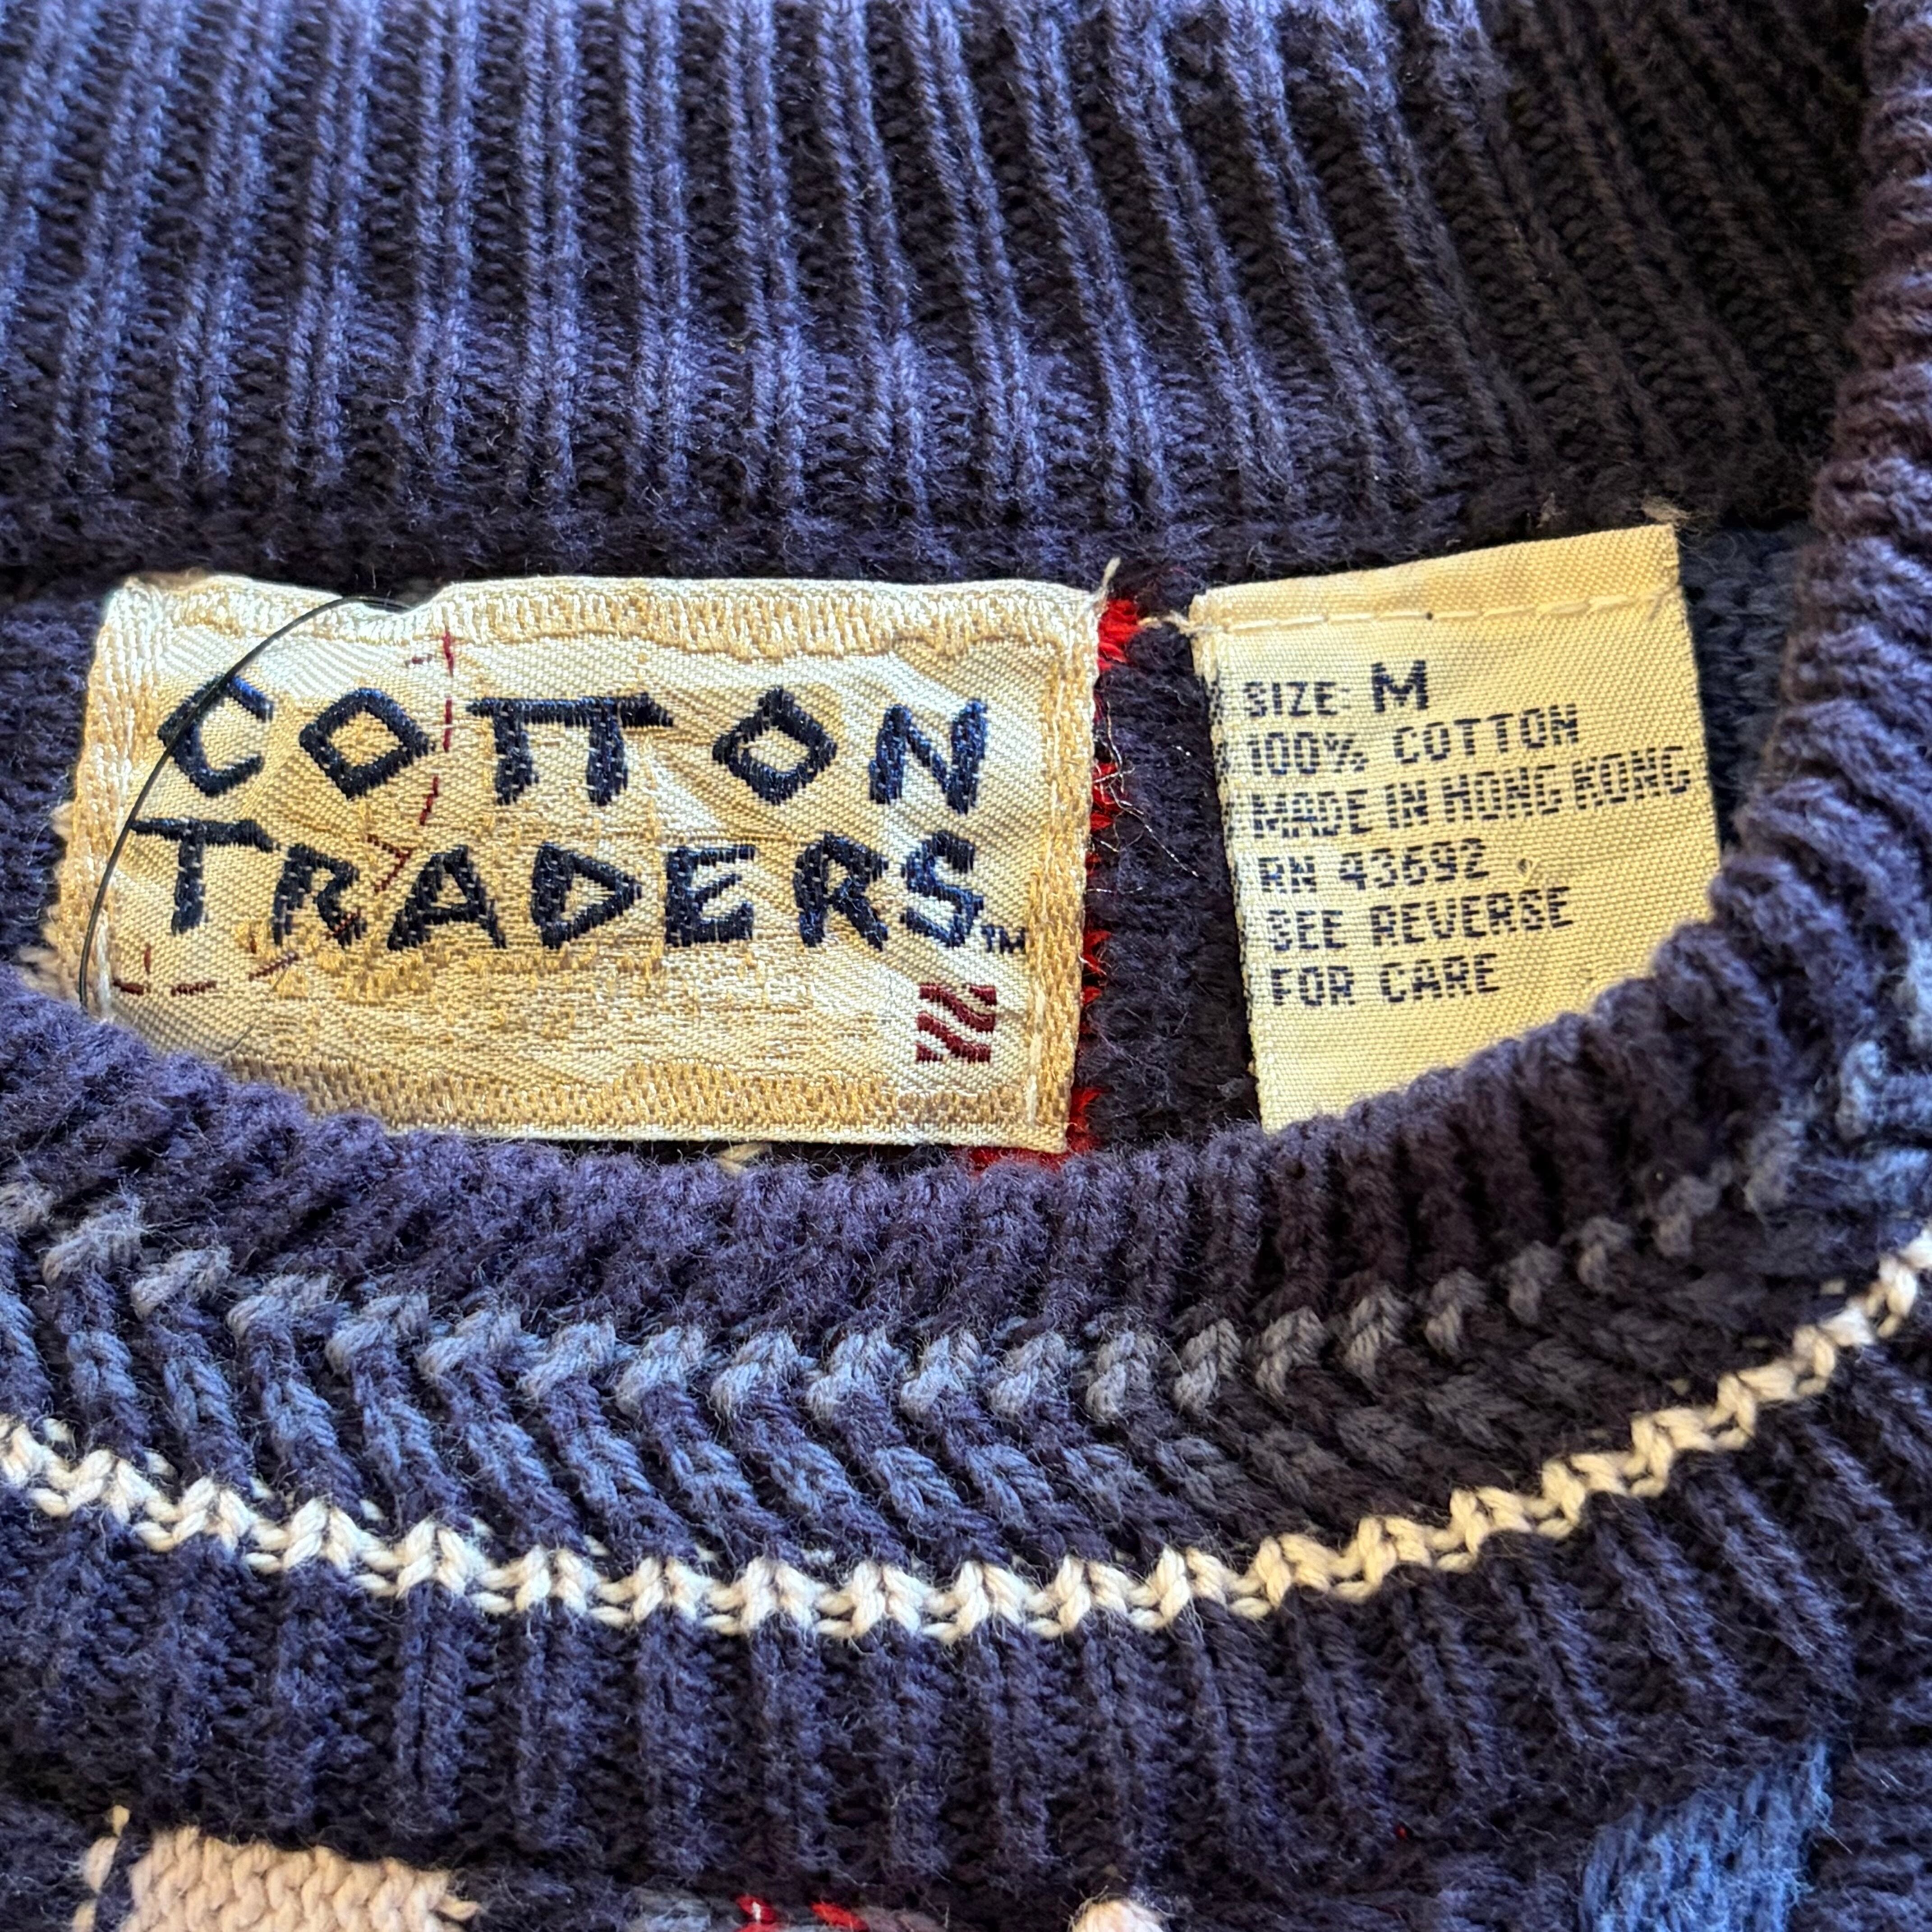 COTTON
TRADERS™
SIZE: M
100% COTTON
MADE IN HONG KONG
RN 43692
SEE REVERSE
FOR CARE